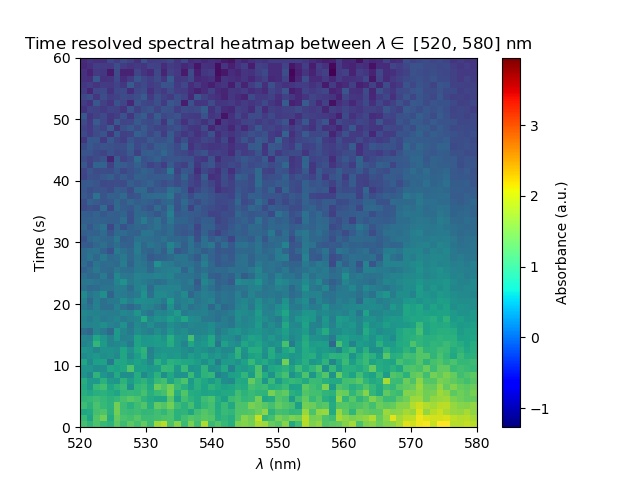 Time resolved spectral heatmap between λ ∈ [520, 580] nm
60
50
40
30
20
10
0
Time (s)
520 530 540 550 560 570 580
λ (nm)
3
2
1
0
−1
Absorbance (a.u.)